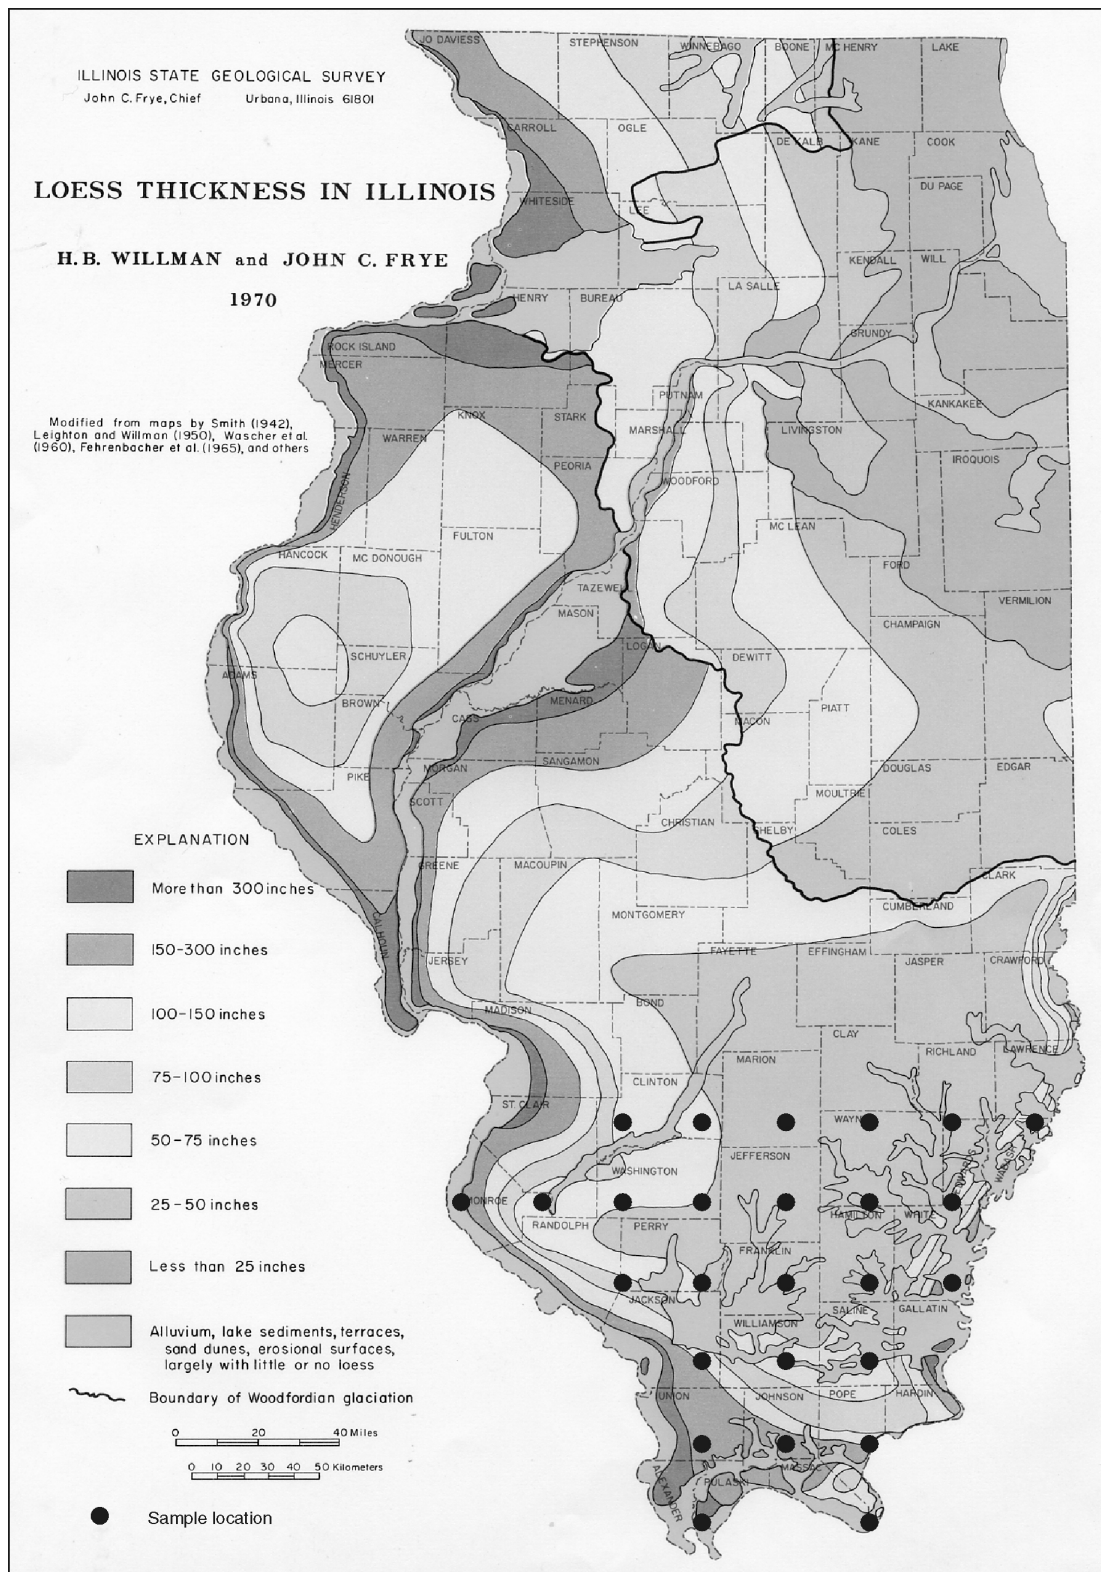 ILLINOIS STATE GEOLOGICAL SURVEY
John C. Frye, Chief Urbana, Illinois 61801
LOESS THICKNESS IN ILLINOIS
H.B. WILLMAN and JOHN C. FRYE
1970
Modified from maps by Smith (1942),
Leighton and Willman (1950), Wascher et al.
(1960), Fehrenbacher et al. (1965), and others
JO DAVIESS
STEPHENSON
WINNEBAGO
BOONE
MC HENRY
LAKE
CARROLL
OGLE
DE KALB
KANE
COOK
DU PAGE
WHITESIDE
LEE
KENDALL
WILL
LA SALLE
HENRY
BUREAU
GRUNDY
ROCK ISLAND
MERCER
PUTNAM
KANKAKEE
KNOX
STARK
MARSHALL
LIVINGSTON
WARREN
PEORIA
IROQUOIS
HENDERSON
WOODFORD
MC LEAN
FULTON
HANCOCK
MC DONOUGH
FORD
TAZEWELL
MASON
VERMILION
CHAMPAIGN
LOGAN
SCHUYLER
DEWITT
ADAMS
BROWN
MENARD
CASS
MACON
PIATT
SANGAMON
MORGAN
PIKE
DOUGLAS
EDGAR
SCOTT
MOULTRIE
CHRISTIAN
SHELBY
COLES
GREENE
MACOUPIN
CLARK
CUMBERLAND
MONTGOMERY
CALHOUN
FAYETTE
EFFINGHAM
JASPER
CRAWFORD
JERSEY
MADISON
BOND
CLAY
RICHLAND
LAWRENCE
MARION
CLINTON
ST. CLAIR
WAYNE
WABASH
EDWARDS
JEFFERSON
WASHINGTON
MONROE
RANDOLPH
PERRY
HAMILTON
WHITE
FRANKLIN
JACKSON
SALINE
GALLATIN
WILLIAMSON
UNION
JOHNSON
POPE
HARDIN
ALEXANDER
PULASKI
MASSAC
EXPLANATION
More than 300 inches
150-300 inches
100-150 inches
75-100 inches
50-75 inches
25-50 inches
Less than 25 inches
Alluvium, lake sediments, terraces,
sand dunes, erosional surfaces,
largely with little or no loess
Boundary of Woodfordian glaciation
0 20 40 Miles
0 10 20 30 40 50 Kilometers
Sample location